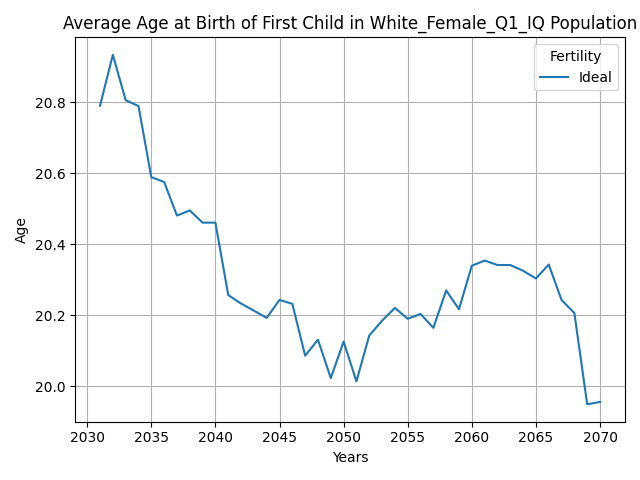 Average Age at Birth of First Child in White_Female_Q1_IQ Population
Fertility
Ideal
20.8
20.6
20.4
20.2
20.0
Age
2030 2035 2040 2045 2050 2055 2060 2065 2070
Years